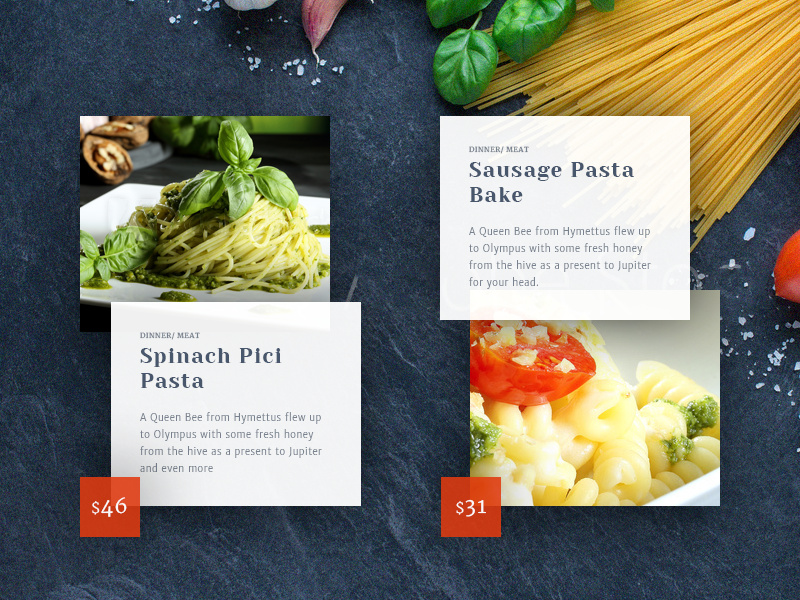 DINNER/ MEAT
Spinach Pici
Pasta
A Queen Bee from Hymettus flew up
to Olympus with some fresh honey
from the hive as a present to Jupiter
and even more
$46
DINNER/ MEAT
Sausage Pasta
Bake
A Queen Bee from Hymettus flew up
to Olympus with some fresh honey
from the hive as a present to Jupiter
for your head.
$31